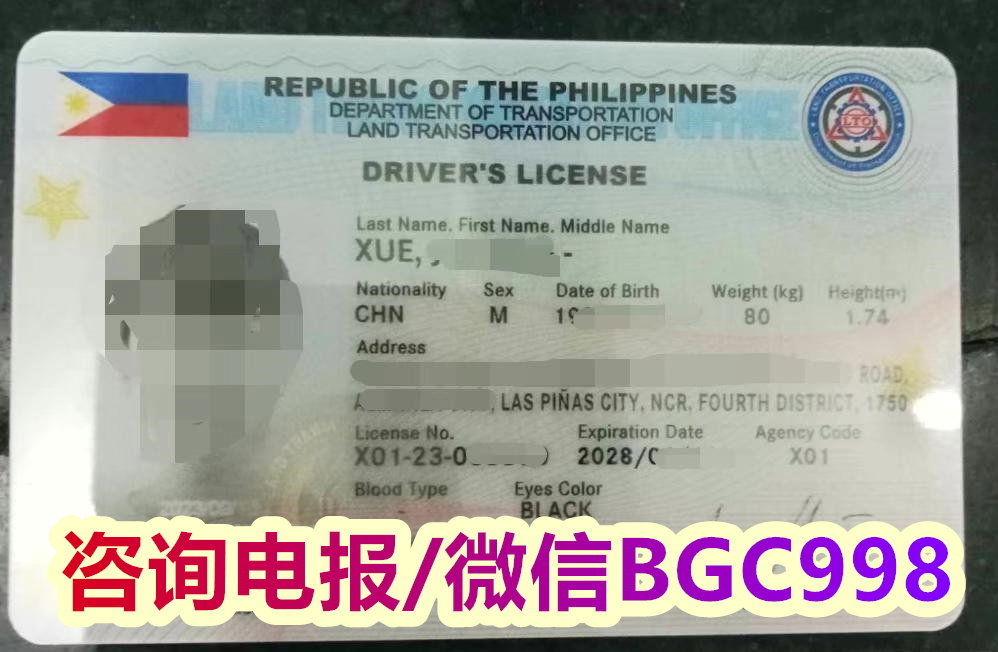 REPUBLIC OF THE PHILIPPINES
DEPARTMENT OF TRANSPORTATION
LAND TRANSPORTATION OFFICE
DRIVER'S LICENSE
Last Name, First Name, Middle Name
XUE,
Nationality Sex Date of Birth Weight (kg) Height(m)
CHN M 80 1.74
Address
ROAD,
, LAS PIÑAS CITY, NCR, FOURTH DISTRICT, 1750
License No. Expiration Date Agency Code
X01-23-0 2028/ X01
Blood Type Eyes Color
BLACK
咨询电报/微信BGC998